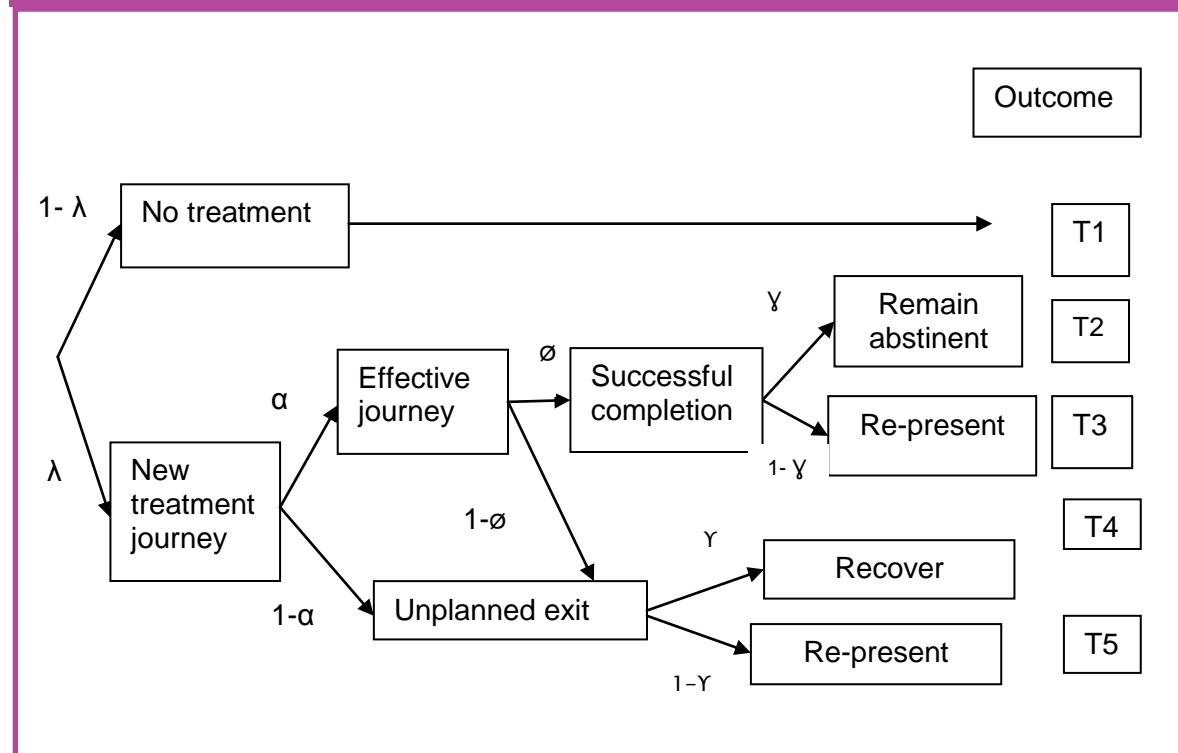 Outcome
1- λ
No treatment
T1
Ɣ
Remain
abstinent
T2
ø
Effective
journey
Successful
completion
α
Re-present
T3
λ
New
treatment
journey
1- Ɣ
1-ø
T4
ϒ
Recover
1-α
Unplanned exit
T5
Re-present
1-ϒ